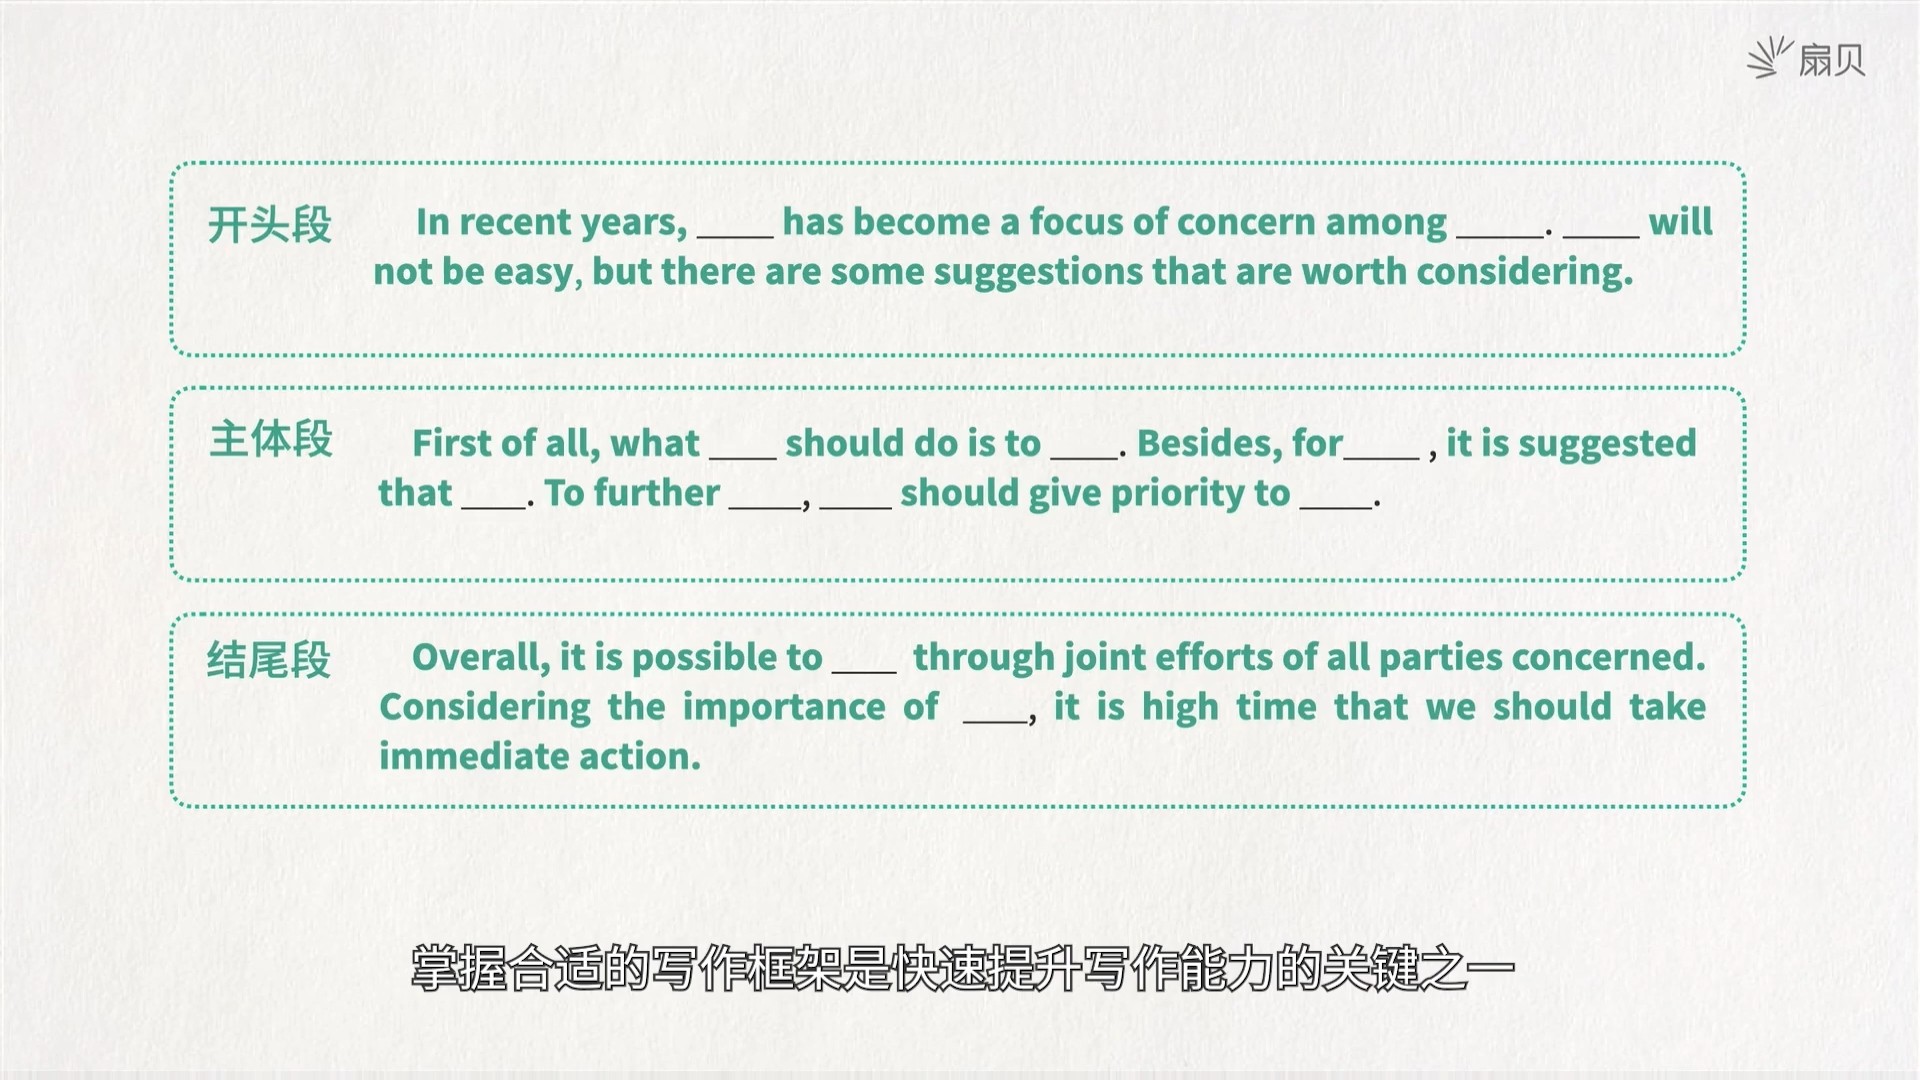 扇贝
开头段 In recent years, ____ has become a focus of concern among ____. ____ will
not be easy, but there are some suggestions that are worth considering.
主体段 First of all, what ____ should do is to ____. Besides, for____ , it is suggested
that ____. To further ____, ____ should give priority to ____.
结尾段 Overall, it is possible to ____ through joint efforts of all parties concerned.
Considering the importance of ____, it is high time that we should take
immediate action.
掌握合适的写作框架是快速提升写作能力的关键之一